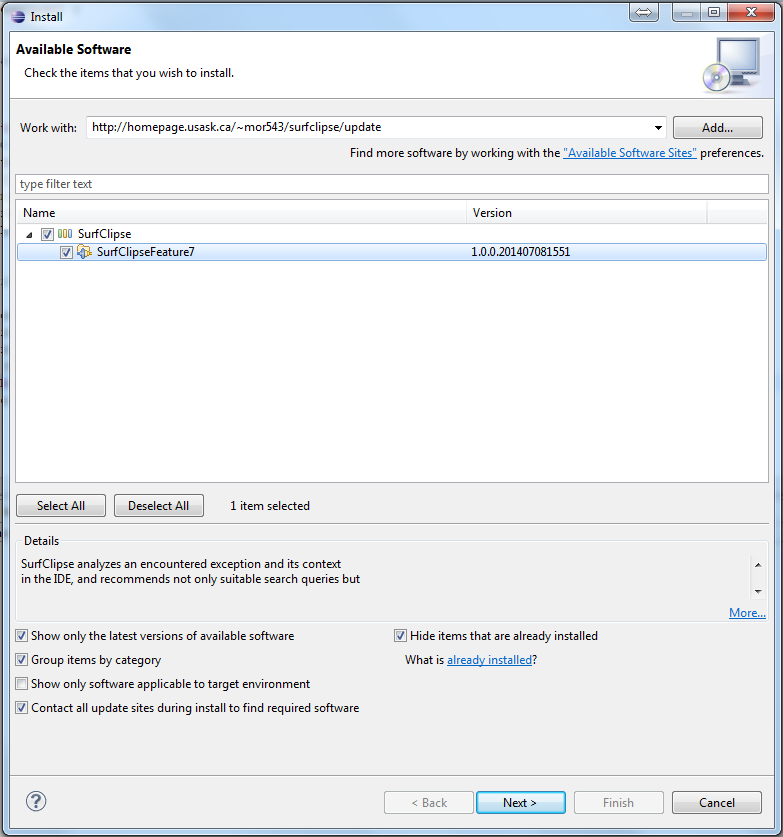 Install
Available Software
Check the items that you wish to install.
Work with: http://homepage.usask.ca/~mor543/surfclipse/update Add...
Find more software by working with the "Available Software Sites" preferences.
type filter text
Name Version
SurfClipse
SurfClipseFeature7 1.0.0.201407081551
Select All Deselect All 1 item selected
Details
SurfClipse analyzes an encountered exception and its context
in the IDE, and recommends not only suitable search queries but
More...
Show only the latest versions of available software Hide items that are already installed
Group items by category What is already installed?
Show only software applicable to target environment
Contact all update sites during install to find required software
? < Back Next > Finish Cancel